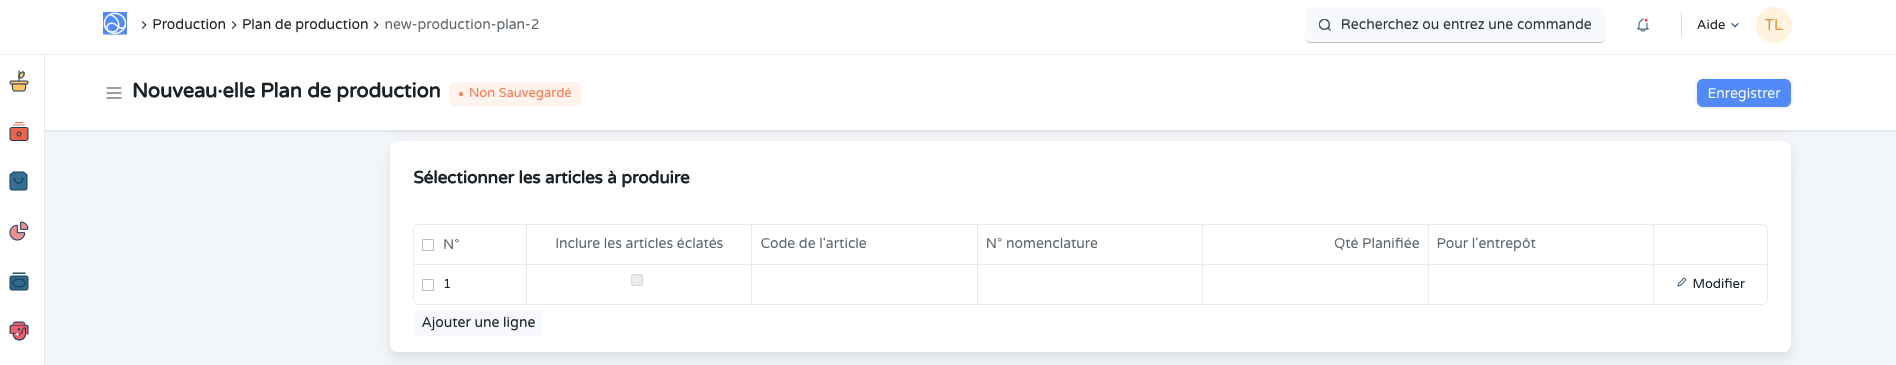 Production > Plan de production > new-production-plan-2
Recherchez ou entrez une commande
Aide
TL
Nouveau·elle Plan de production
• Non Sauvegardé
Enregistrer
Sélectionner les articles à produire
N° Inclure les articles éclatés Code de l'article N° nomenclature Qté Planifiée Pour l'entrepôt
1 Modifier
Ajouter une ligne